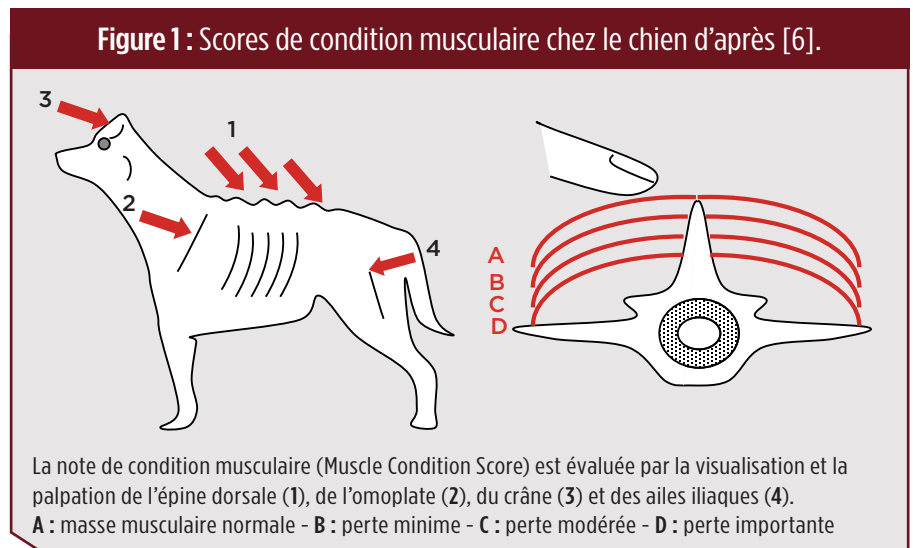 Figure 1 : Scores de condition musculaire chez le chien d'après [6].
3
1
2
4
A
B
C
D
La note de condition musculaire (Muscle Condition Score) est évaluée par la visualisation et la
palpation de l'épine dorsale (1), de l'omoplate (2), du crâne (3) et des ailes iliaques (4).
A : masse musculaire normale - B : perte minime - C : perte modérée - D : perte importante